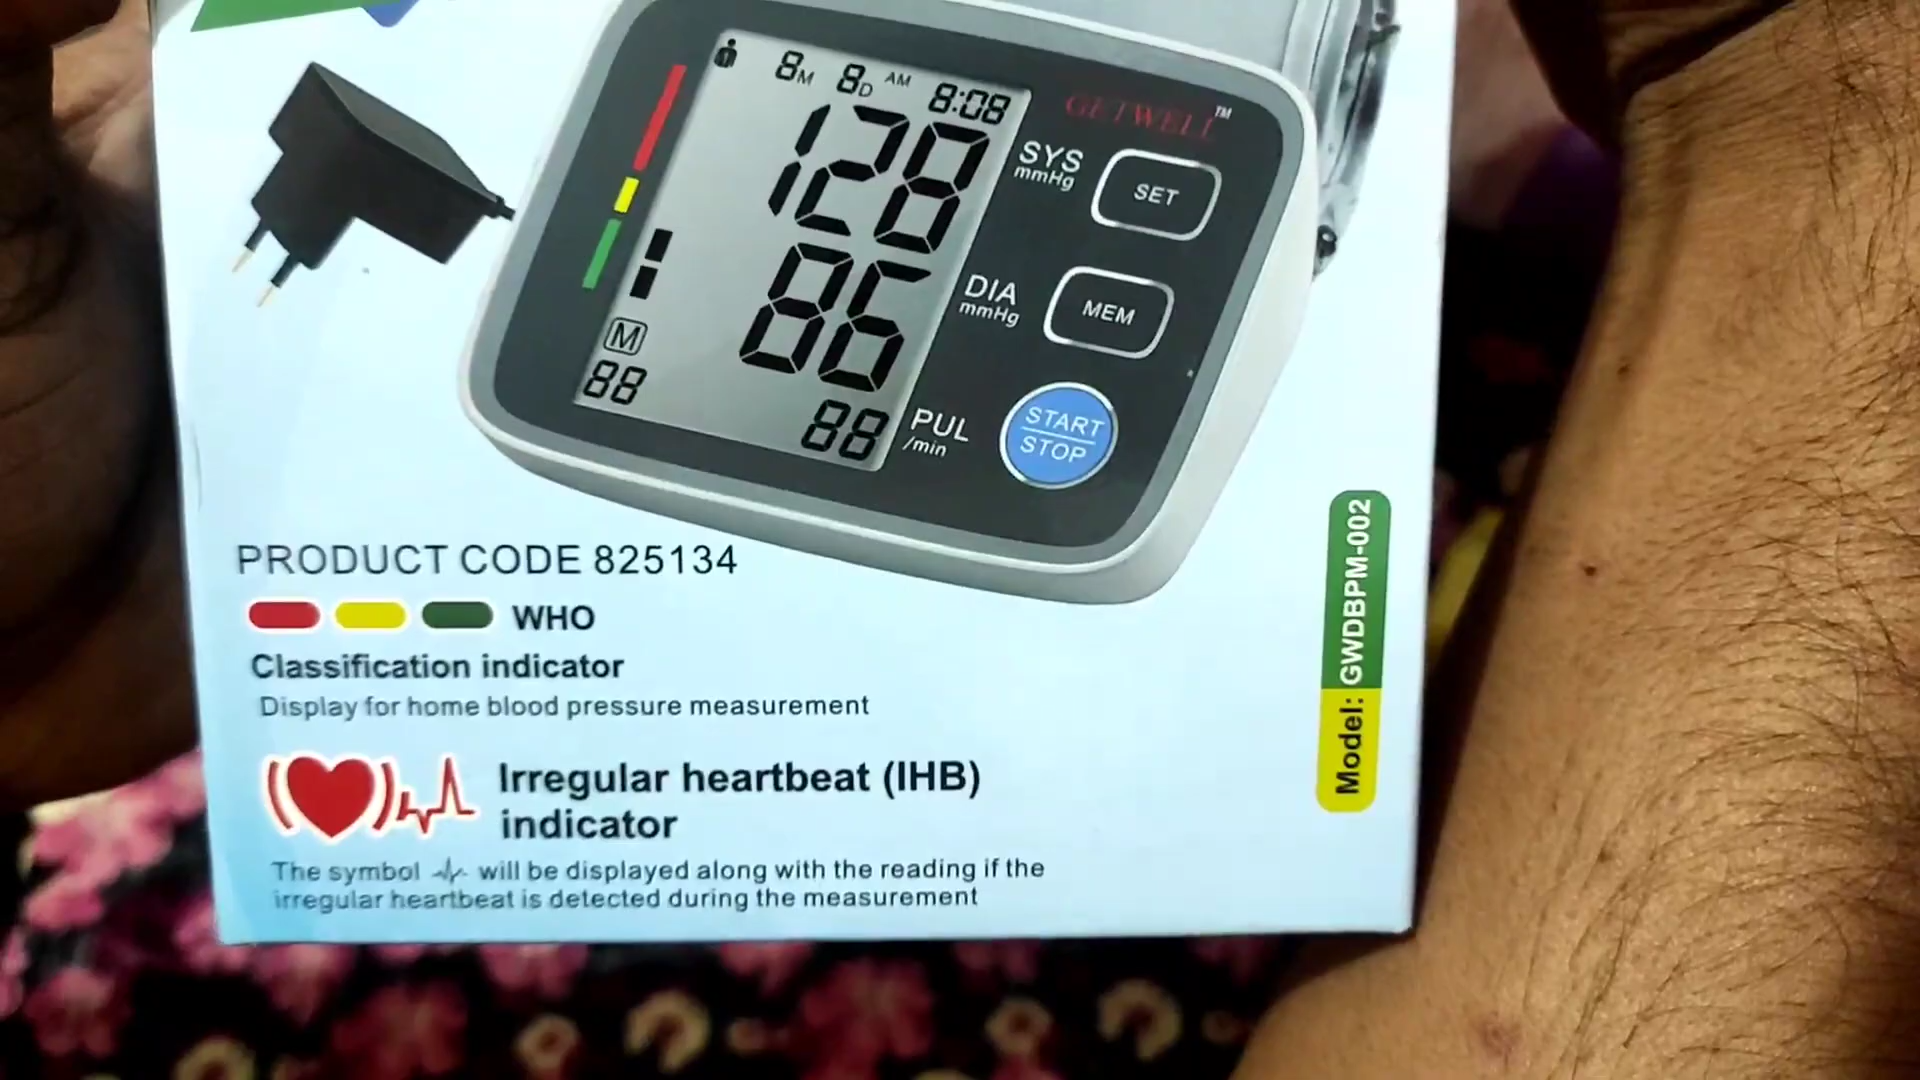 8M 8D AM 8:08
GETWELL™
128
SYS
mmHg
SET
86
DIA
mmHg
MEM
M
88
88
PUL
/min
START
STOP
PRODUCT CODE 825134
WHO
Classification indicator
Display for home blood pressure measurement
Irregular heartbeat (IHB)
indicator
The symbol will be displayed along with the reading if the
irregular heartbeat is detected during the measurement
Model: GWDBPM-002